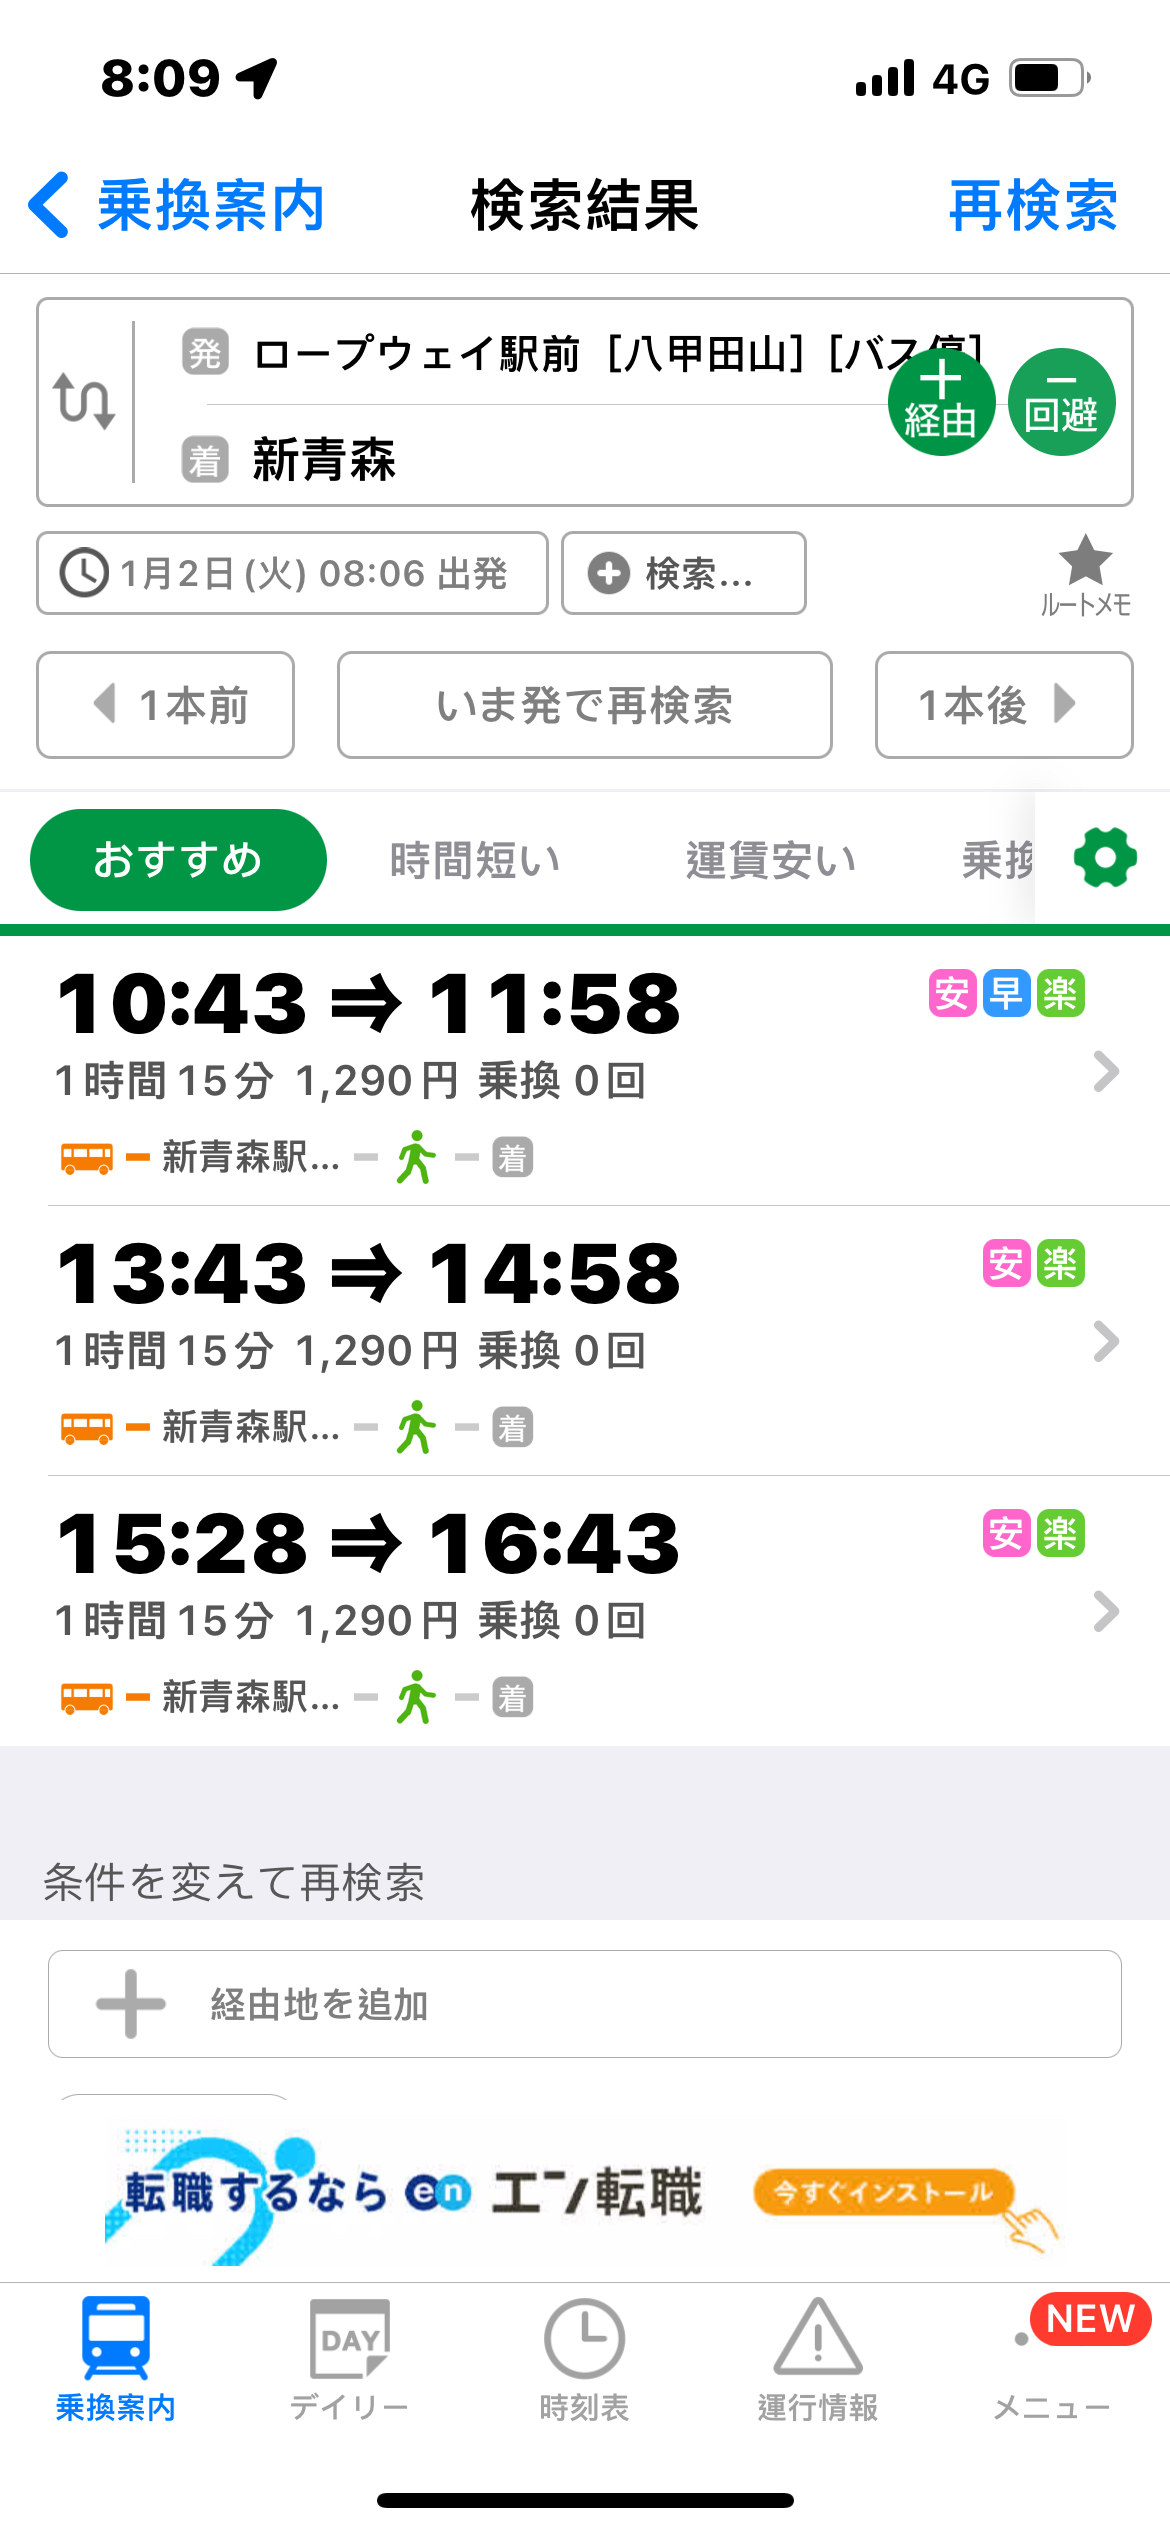 8:09 4G
乗換案内 検索結果 再検索
発 ロープウェイ駅前［八甲田山］［バス停］
＋経由 −回避
着 新青森
1月2日(火) 08:06 出発 検索... ルートメモ
1本前 いま発で再検索 1本後
おすすめ 時間短い 運賃安い 乗換
10:43 ⇒ 11:58 安 早 楽
1時間15分 1,290円 乗換 0回
新青森駅... 着
13:43 ⇒ 14:58 安 楽
1時間15分 1,290円 乗換 0回
新青森駅... 着
15:28 ⇒ 16:43 安 楽
1時間15分 1,290円 乗換 0回
新青森駅... 着
条件を変えて再検索
経由地を追加
転職するなら en エン転職 今すぐインストール
DAY NEW
乗換案内 デイリー 時刻表 運行情報 メニュー